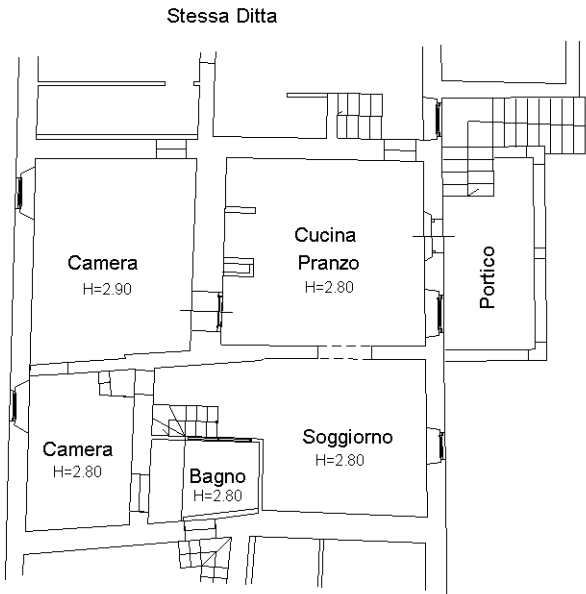 Stessa Ditta
Cucina
Pranzo
H=2.80
Camera
H=2.90
Portico
Camera
H=2.80
Soggiorno
H=2.80
Bagno
H=2.80